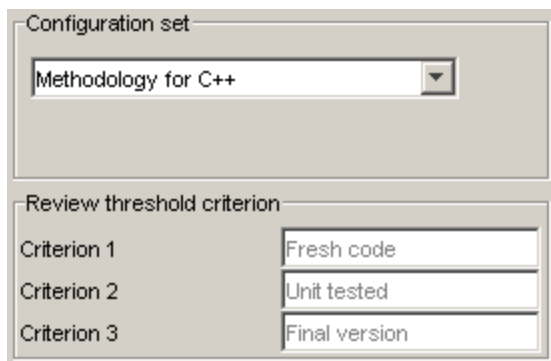 Configuration set
Methodology for C++
Review threshold criterion
Criterion 1 Fresh code
Criterion 2 Unit tested
Criterion 3 Final version